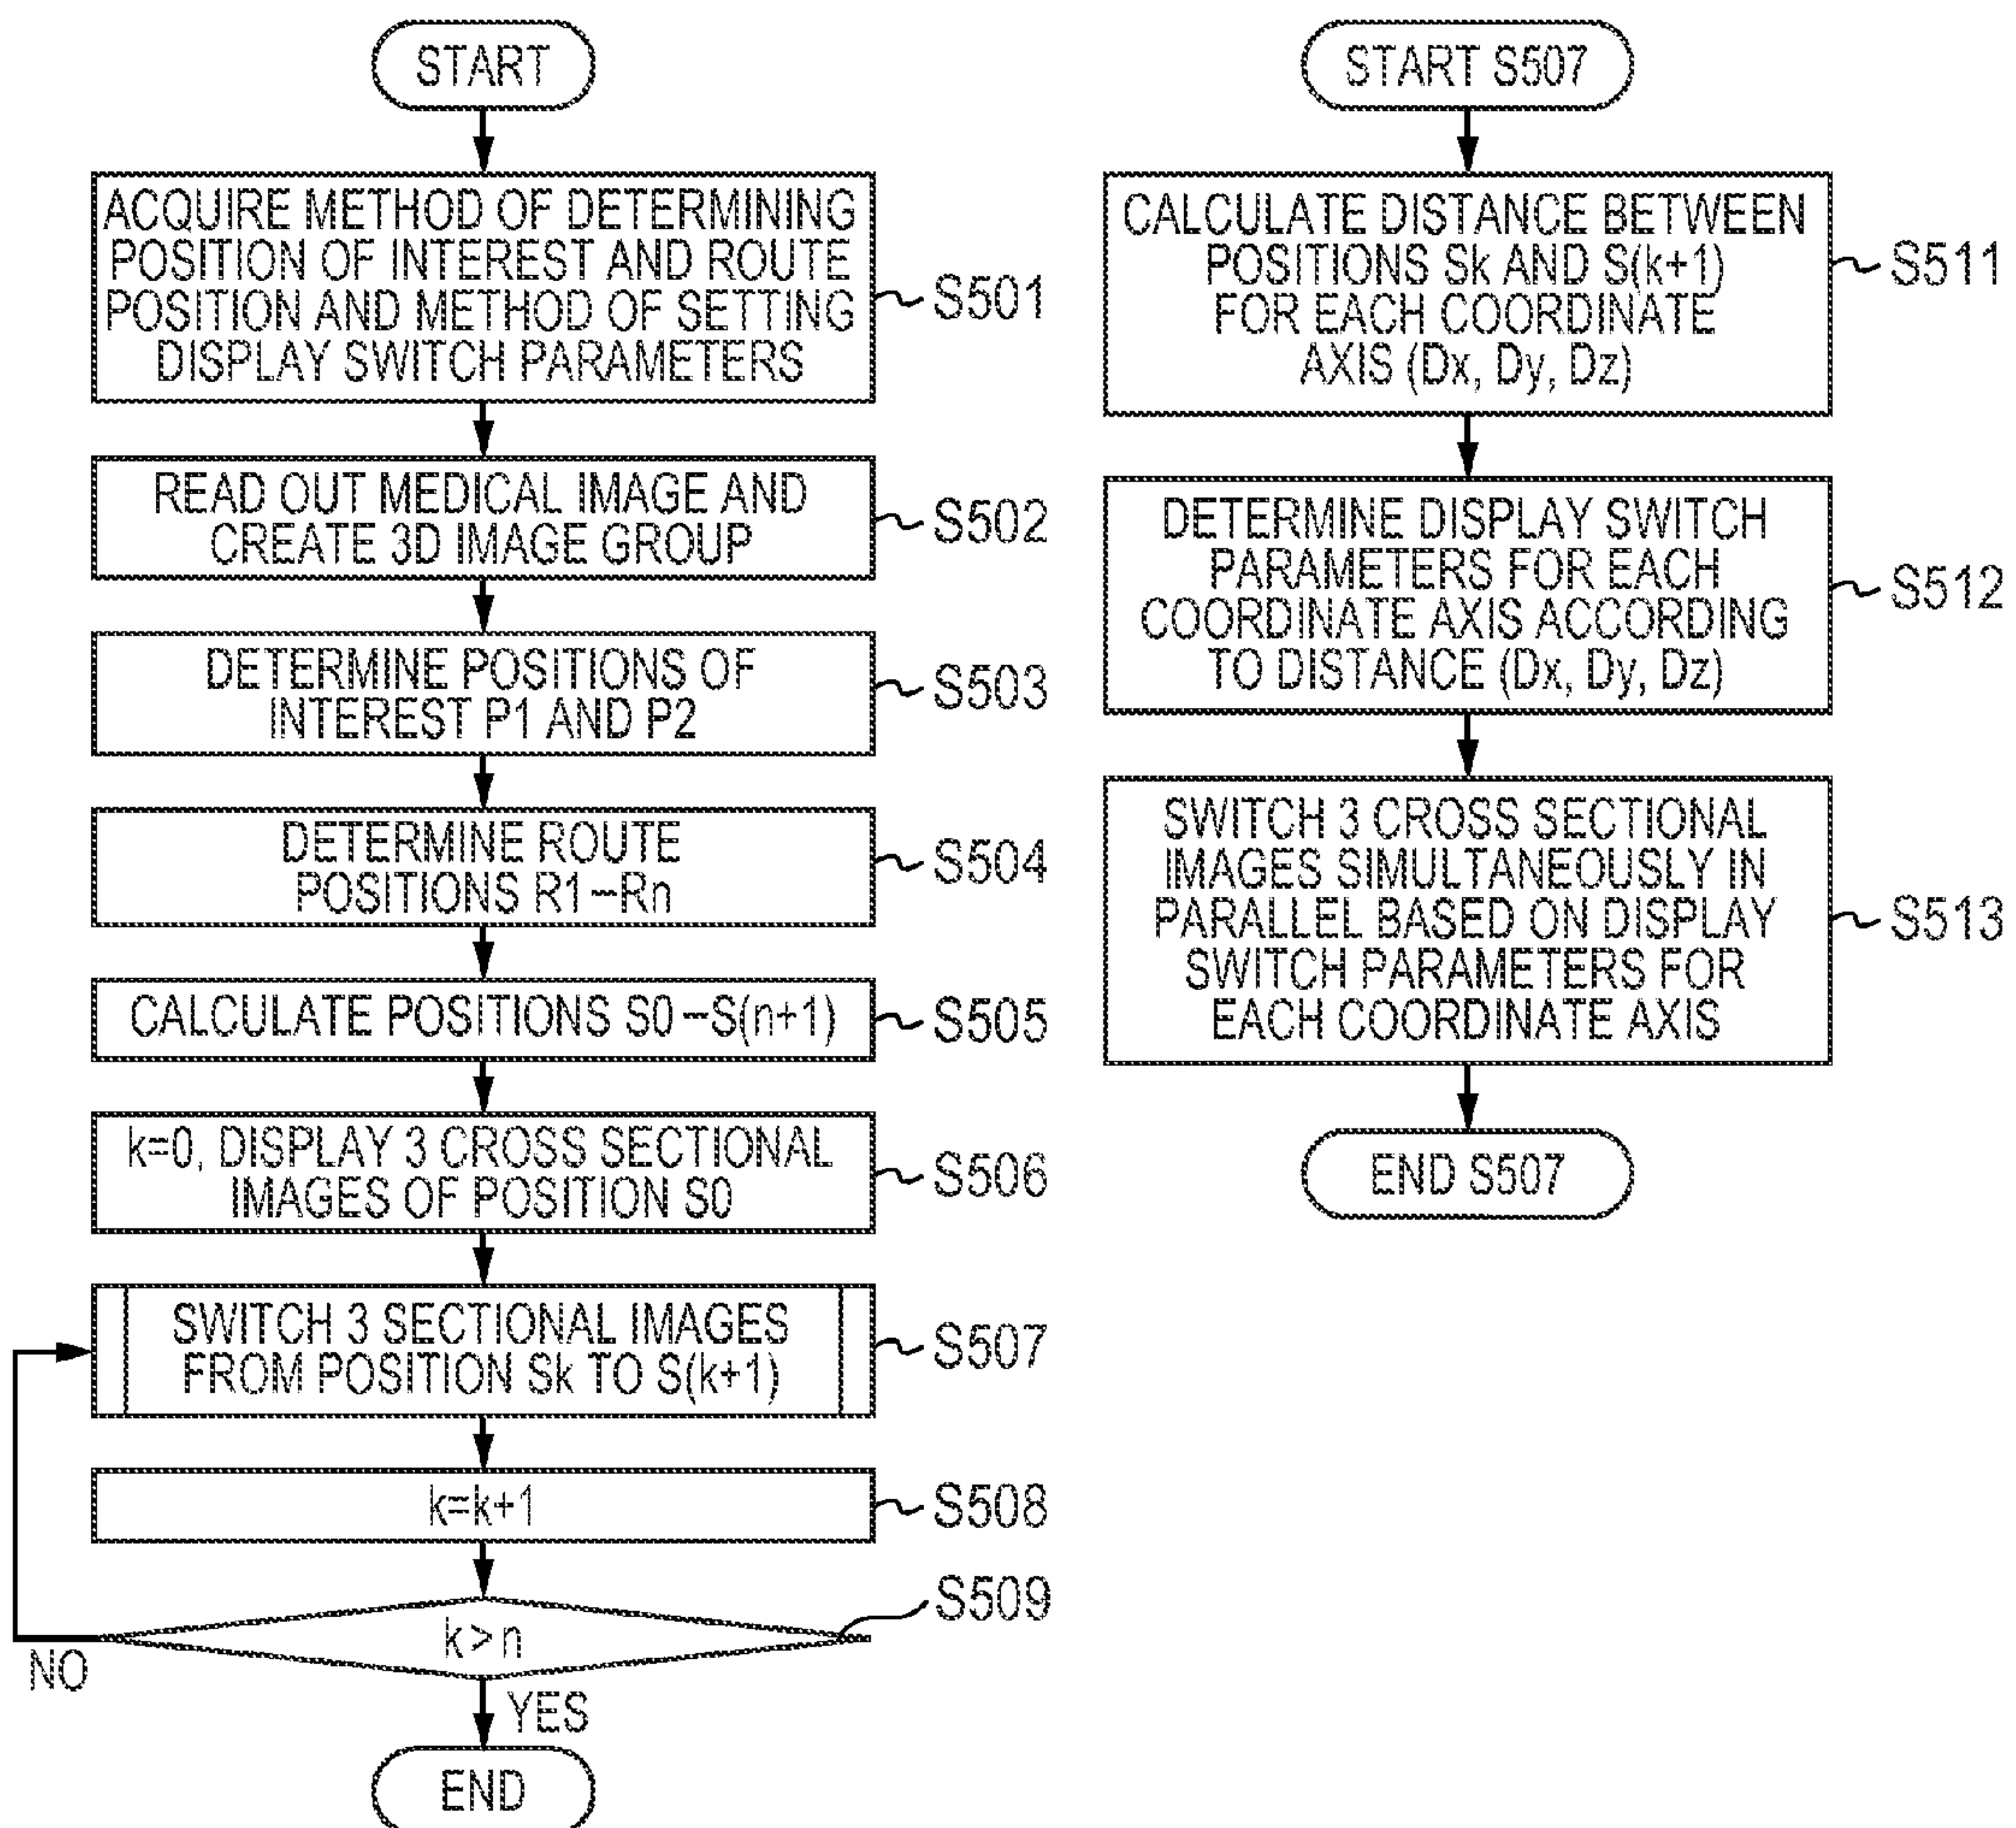 START
ACQUIRE METHOD OF DETERMINING
POSITION OF INTEREST AND ROUTE
POSITION AND METHOD OF SETTING
DISPLAY SWITCH PARAMETERS
S501
READ OUT MEDICAL IMAGE AND
CREATE 3D IMAGE GROUP
S502
DETERMINE POSITIONS OF
INTEREST P1 AND P2
S503
DETERMINE ROUTE
POSITIONS R1–Rn
S504
CALCULATE POSITIONS S0–S(n+1)
S505
k=0, DISPLAY 3 CROSS SECTIONAL
IMAGES OF POSITION S0
S506
SWITCH 3 SECTIONAL IMAGES
FROM POSITION Sk TO S(k+1)
S507
k=k+1
S508
k>n
S509
NO
YES
END
START S507
CALCULATE DISTANCE BETWEEN
POSITIONS Sk AND S(k+1)
FOR EACH COORDINATE
AXIS (Dx, Dy, Dz)
S511
DETERMINE DISPLAY SWITCH
PARAMETERS FOR EACH
COORDINATE AXIS ACCORDING
TO DISTANCE (Dx, Dy, Dz)
S512
SWITCH 3 CROSS SECTIONAL
IMAGES SIMULTANEOUSLY IN
PARALLEL BASED ON DISPLAY
SWITCH PARAMETERS FOR
EACH COORDINATE AXIS
S513
END S507